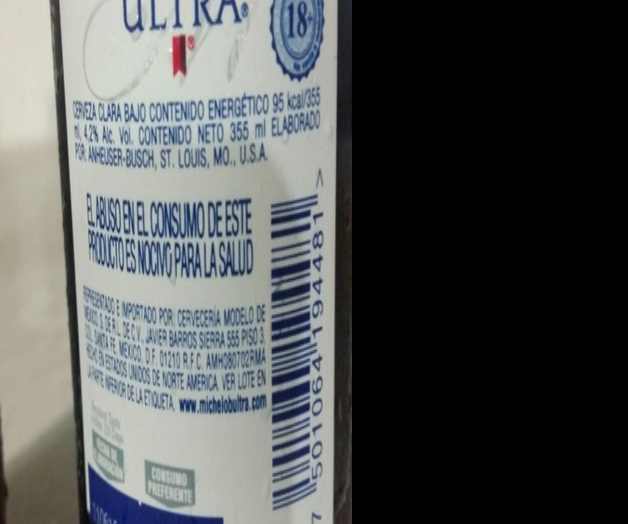 ULTRA®
18+
CERVEZA CLARA BAJO CONTENIDO ENERGÉTICO 95 kcal/355
ml, 4.2% Alc. Vol. CONTENIDO NETO 355 ml ELABORADO
POR: ANHEUSER-BUSCH, ST. LOUIS, MO., U.S.A.
EL ABUSO EN EL CONSUMO DE ESTE
PRODUCTO ES NOCIVO PARA LA SALUD
REPRESENTADO E IMPORTADO POR: CERVECERÍA MODELO DE
MÉXICO, S. DE R.L. DE C.V., JAVIER BARROS SIERRA 555 PISO 3,
COL. SANTA FE, MÉXICO, D.F. 01210 R.F.C. AMH080702RMA
HECHO EN ESTADOS UNIDOS DE NORTE AMERICA. VER LOTE EN
LA PARTE INFERIOR DE LA ETIQUETA. www.michelobultra.com
CONSUMO
PREFERENTE
7 501064 194481 >